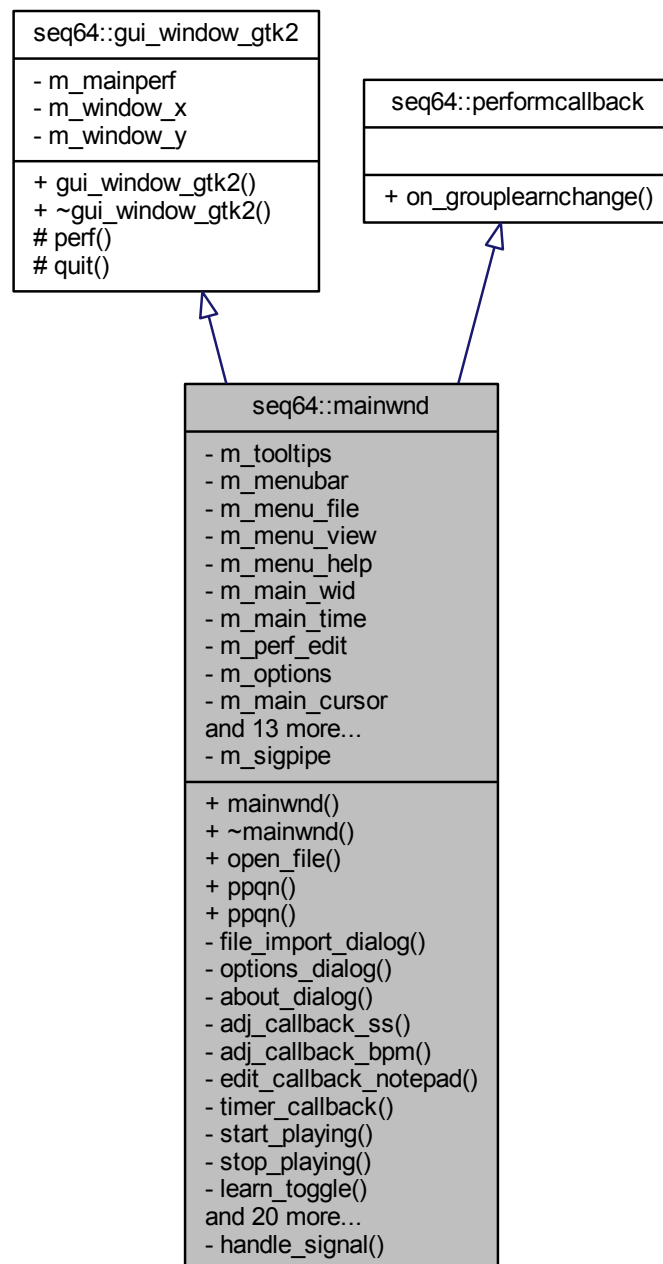 seq64::gui_window_gtk2
- m_mainperf
- m_window_x
- m_window_y
+ gui_window_gtk2()
+ ~gui_window_gtk2()
# perf()
# quit()
seq64::performcallback
+ on_grouplearnchange()
seq64::mainwnd
- m_tooltips
- m_menubar
- m_menu_file
- m_menu_view
- m_menu_help
- m_main_wid
- m_main_time
- m_perf_edit
- m_options
- m_main_cursor
and 13 more...
- m_sigpipe
+ mainwnd()
+ ~mainwnd()
+ open_file()
+ ppqn()
+ ppqn()
- file_import_dialog()
- options_dialog()
- about_dialog()
- adj_callback_ss()
- adj_callback_bpm()
- edit_callback_notepad()
- timer_callback()
- start_playing()
- stop_playing()
- learn_toggle()
and 20 more...
- handle_signal()